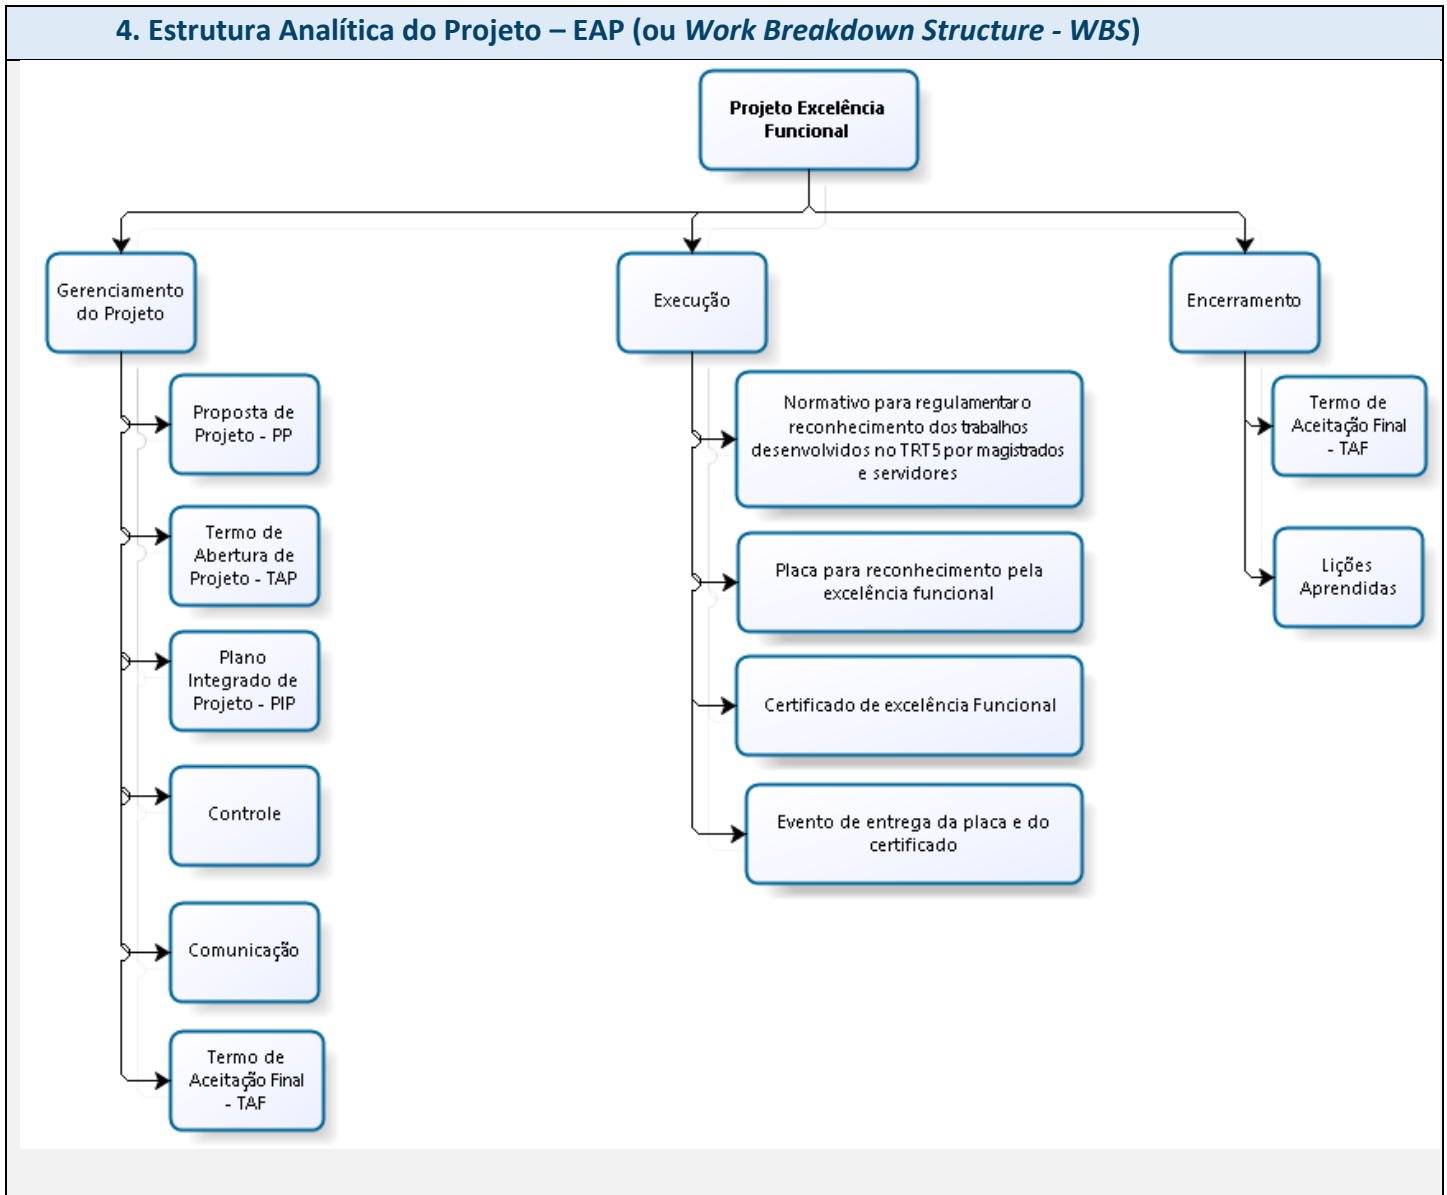 4. Estrutura Analítica do Projeto – EAP (ou Work Breakdown Structure - WBS)
Projeto Excelência
Funcional
Gerenciamento
do Projeto
Proposta de
Projeto - PP
Termo de
Abertura de
Projeto - TAP
Plano
Integrado de
Projeto - PIP
Controle
Comunicação
Termo de
Aceitação Final
- TAF
Execução
Normativo para regulamentaro
reconhecimento dos trabalhos
desenvolvidos no TRT5 por magistrados
e servidores
Placa para reconhecimento pela
excelência funcional
Certificado de excelência Funcional
Evento de entrega da placa e do
certificado
Encerramento
Termo de
Aceitação Final
- TAF
Lições
Aprendidas